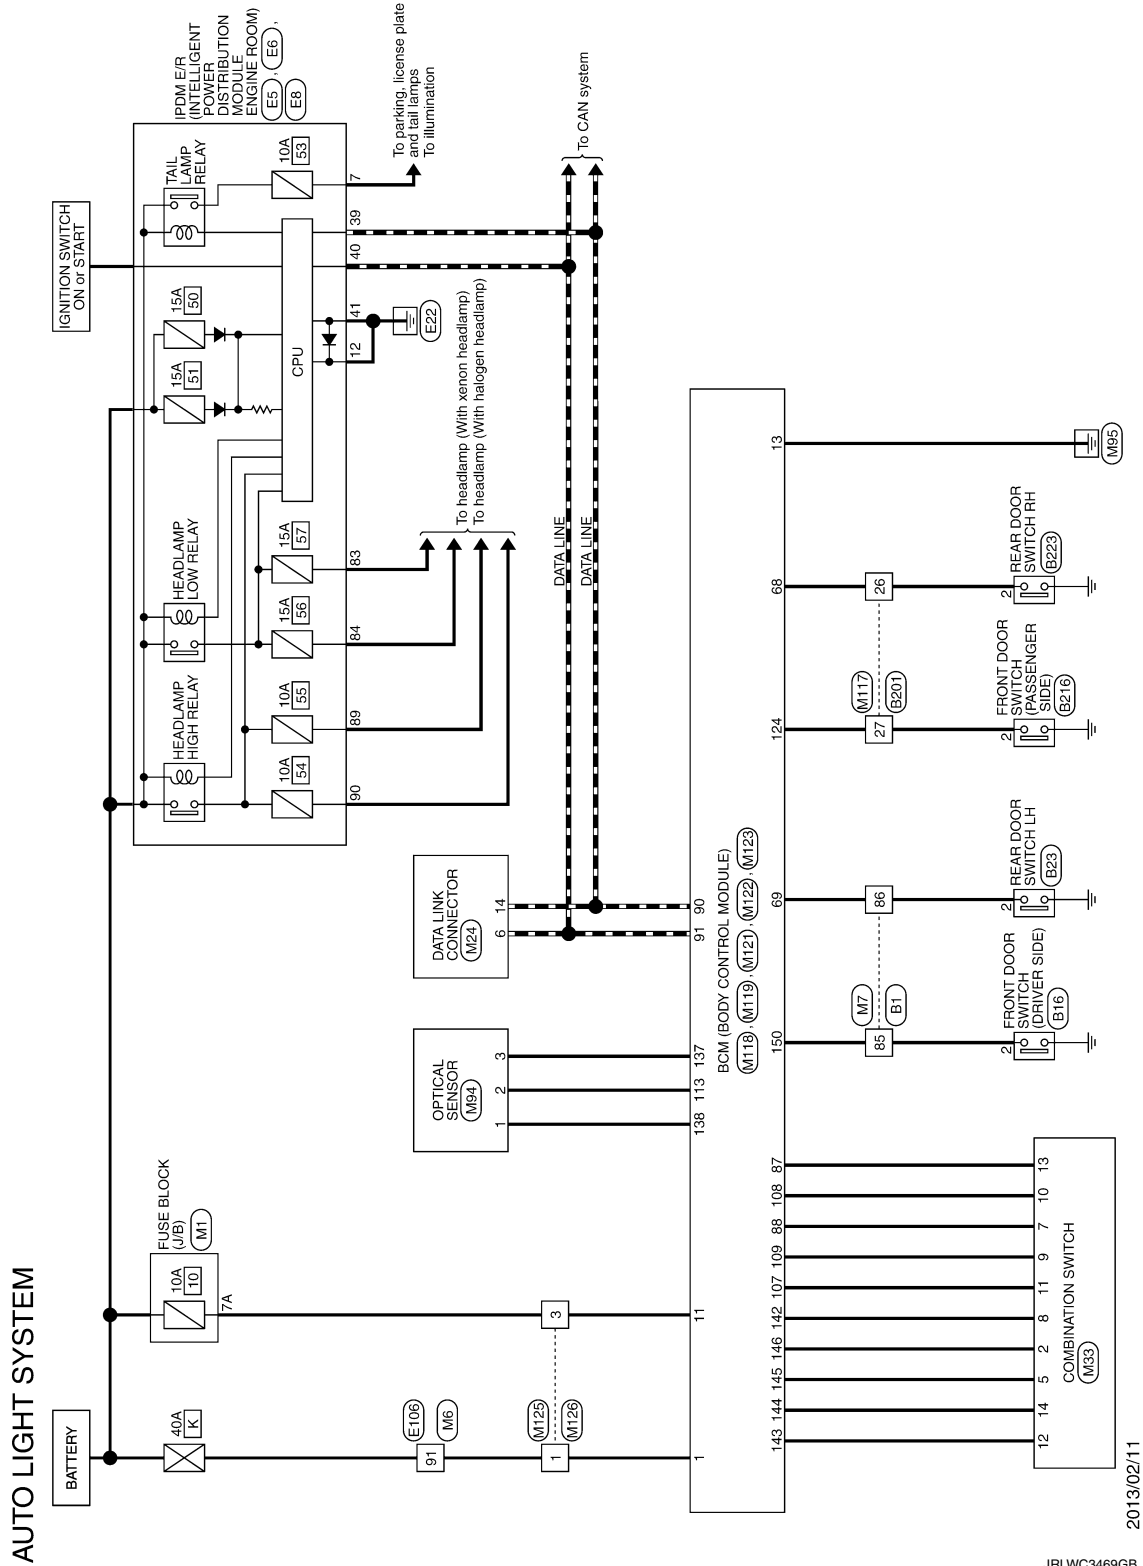 AUTO LIGHT SYSTEM
BATTERY
40A
K
E106
91
M6
M125
1
M126
1
FUSE BLOCK
(J/B)
M1
10A
10
7A
3
11
IGNITION SWITCH
ON or START
IPDM E/R
(INTELLIGENT
POWER
DISTRIBUTION
MODULE
ENGINE ROOM)
E5 , E6 ,
E8
HEADLAMP
HIGH RELAY
HEADLAMP
LOW RELAY
TAIL
LAMP
RELAY
15A
51
15A
50
10A
54
10A
55
15A
56
15A
57
10A
53
CPU
90
89
84
83
12
41
40
39
7
E22
To parking, license plate
and tail lamps
To illumination
To headlamp (With xenon headlamp)
To headlamp (With halogen headlamp)
To CAN system
DATA LINE
DATA LINE
OPTICAL
SENSOR
M94
1
2
3
138
113
137
DATA LINK
CONNECTOR
M24
6
14
91
90
BCM (BODY CONTROL MODULE)
M118 , M119 , M121 , M122 , M123
143
144
145
146
142
107
109
88
108
87
150
69
124
68
13
12
14
5
2
8
11
9
7
10
13
COMBINATION SWITCH
M33
M7
85
B1
86
M117
27
B201
26
2
FRONT DOOR
SWITCH
(DRIVER SIDE)
B16
2
REAR DOOR
SWITCH LH
B23
2
FRONT DOOR
SWITCH
(PASSENGER
SIDE)
B216
2
REAR DOOR
SWITCH RH
B223
M95
2013/02/11
JRLWC3469GB